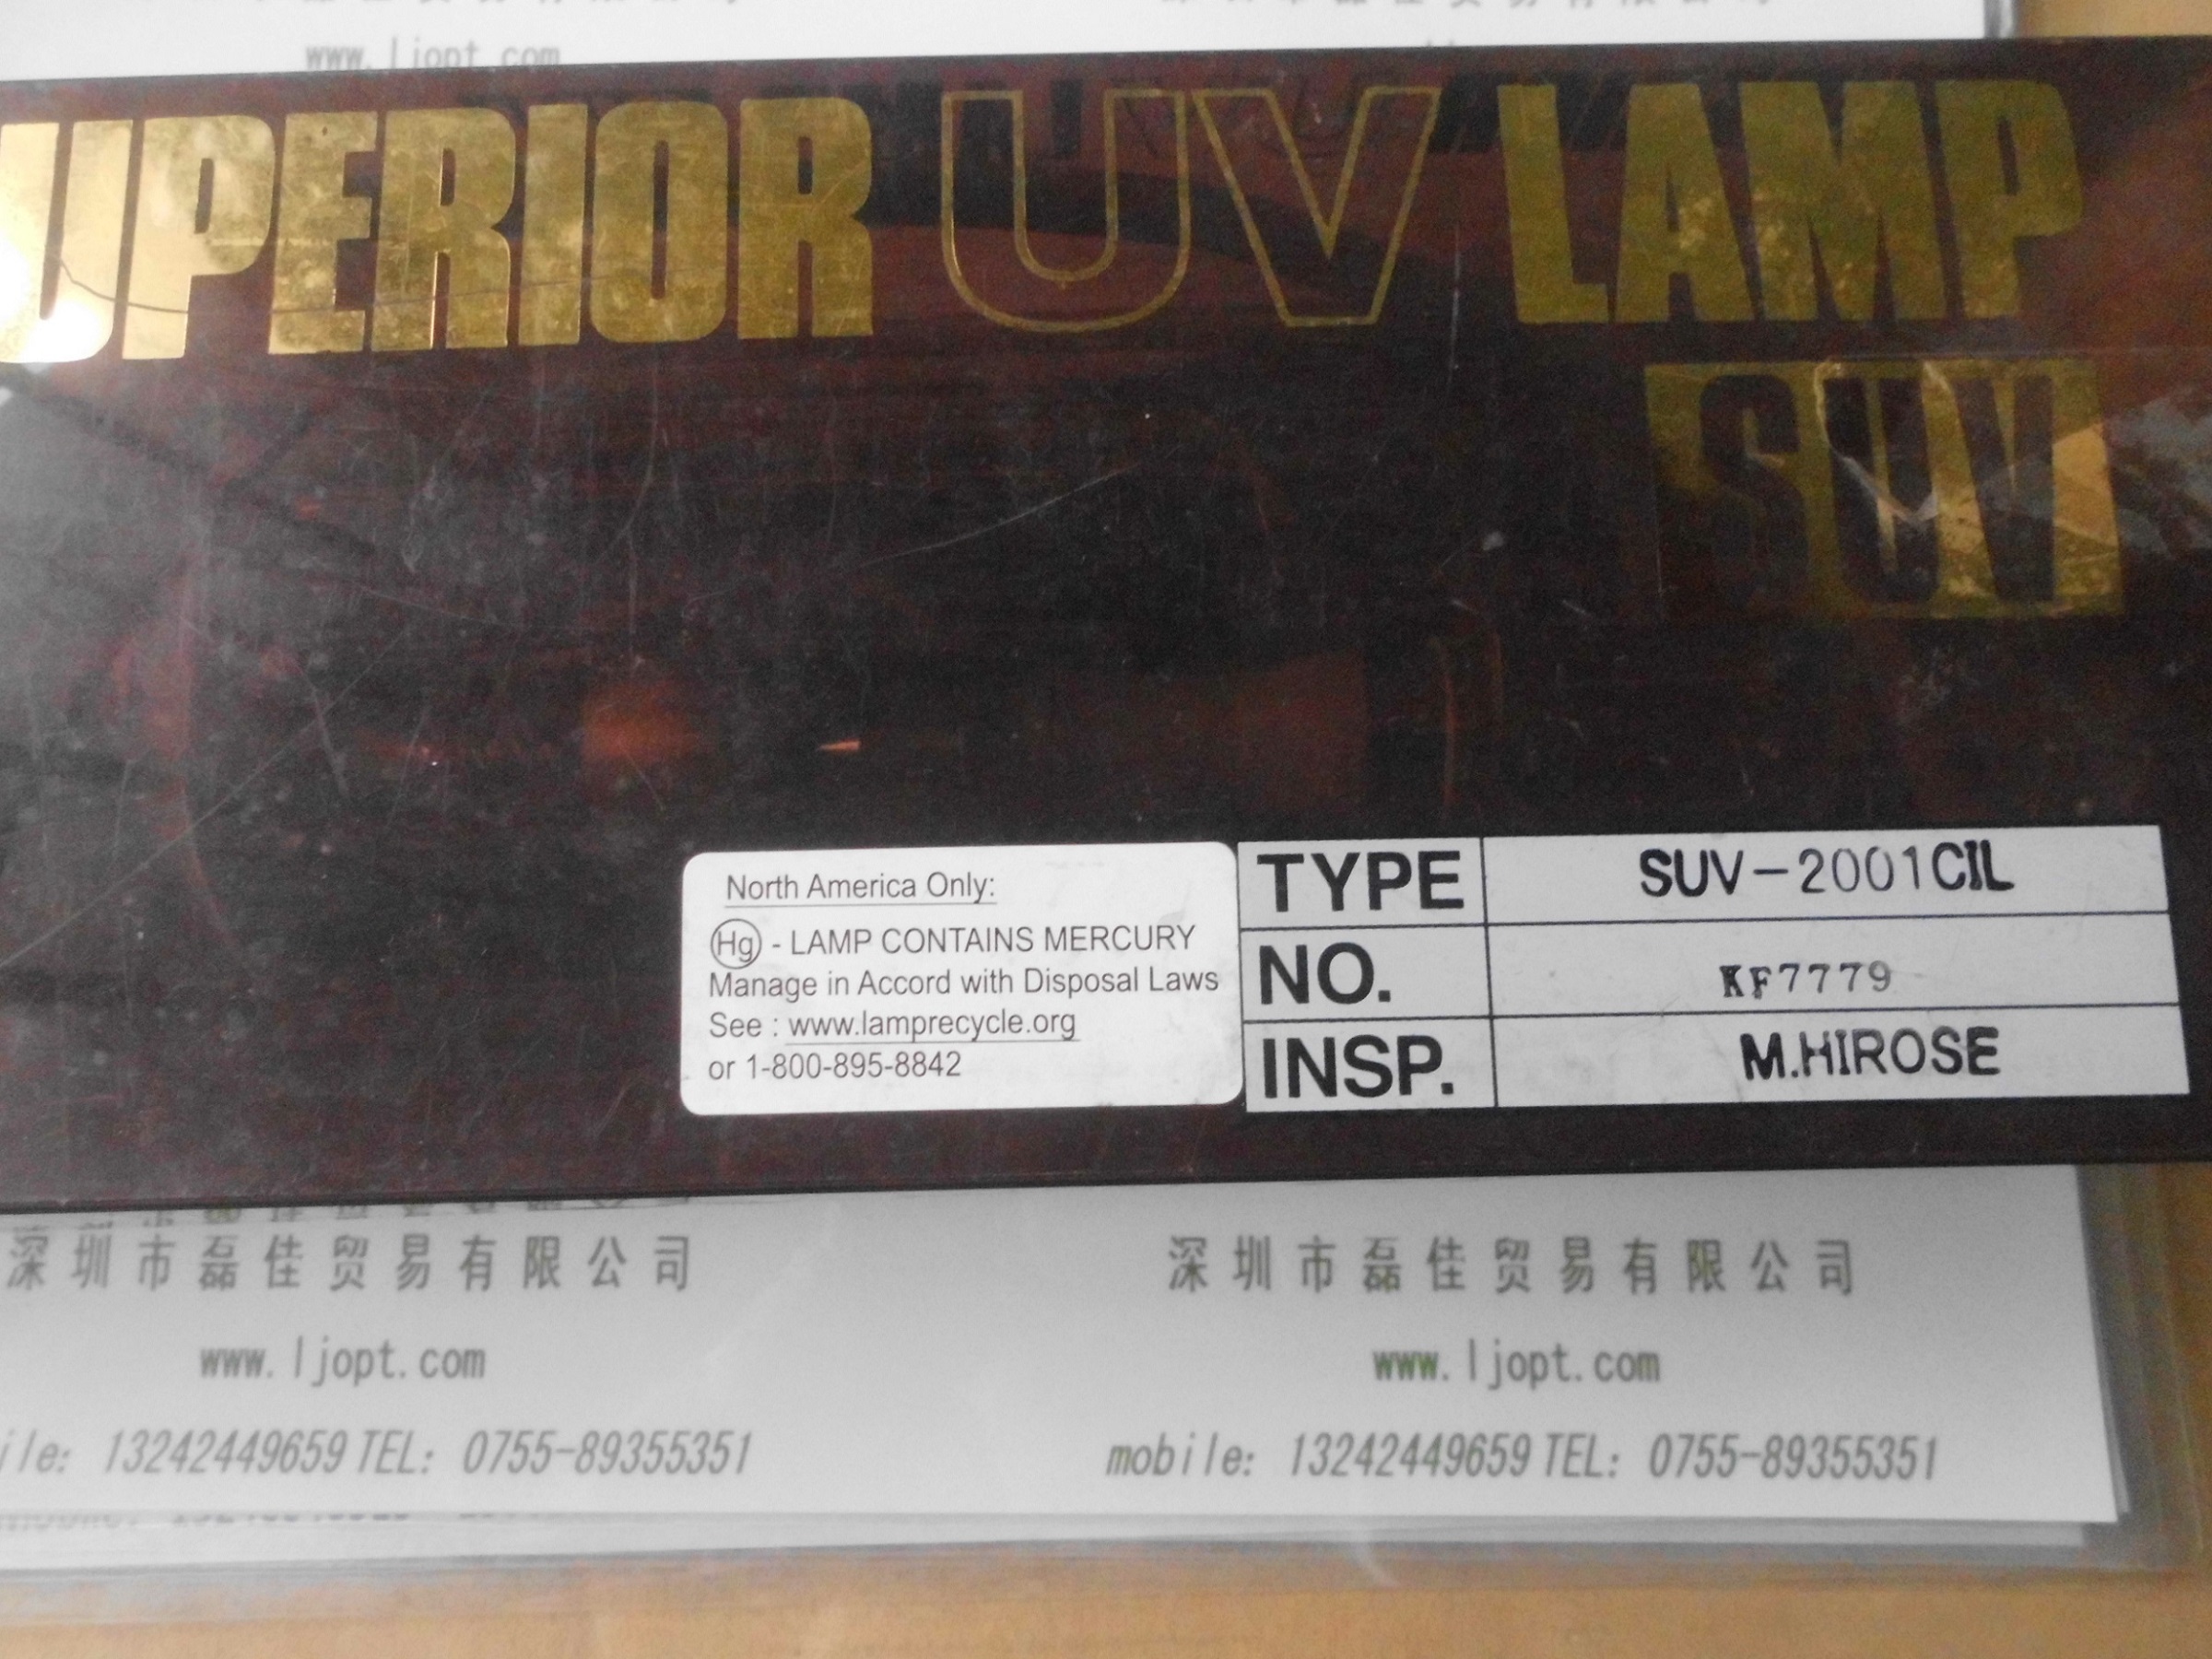 www.ljopt.com
UPERIOR UV LAMP
SUV
North America Only:
Hg - LAMP CONTAINS MERCURY
Manage in Accord with Disposal Laws
See : www.lamprecycle.org
or 1-800-895-8842
TYPE SUV-2001CIL
NO. KF7779
INSP. M.HIROSE
深圳市磊佳贸易有限公司
www.ljopt.com
ile: 13242449659 TEL: 0755-89355351
深圳市磊佳贸易有限公司
www.ljopt.com
mobile: 13242449659 TEL: 0755-89355351